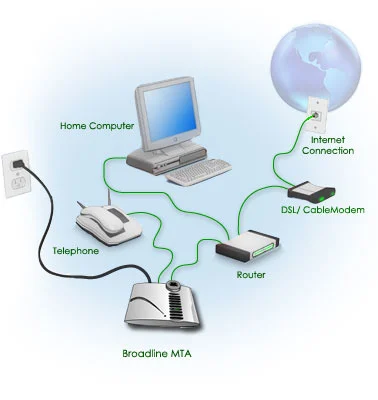 Home Computer
Internet
Connection
DSL/ CableModem
Telephone
Router
Broadline MTA